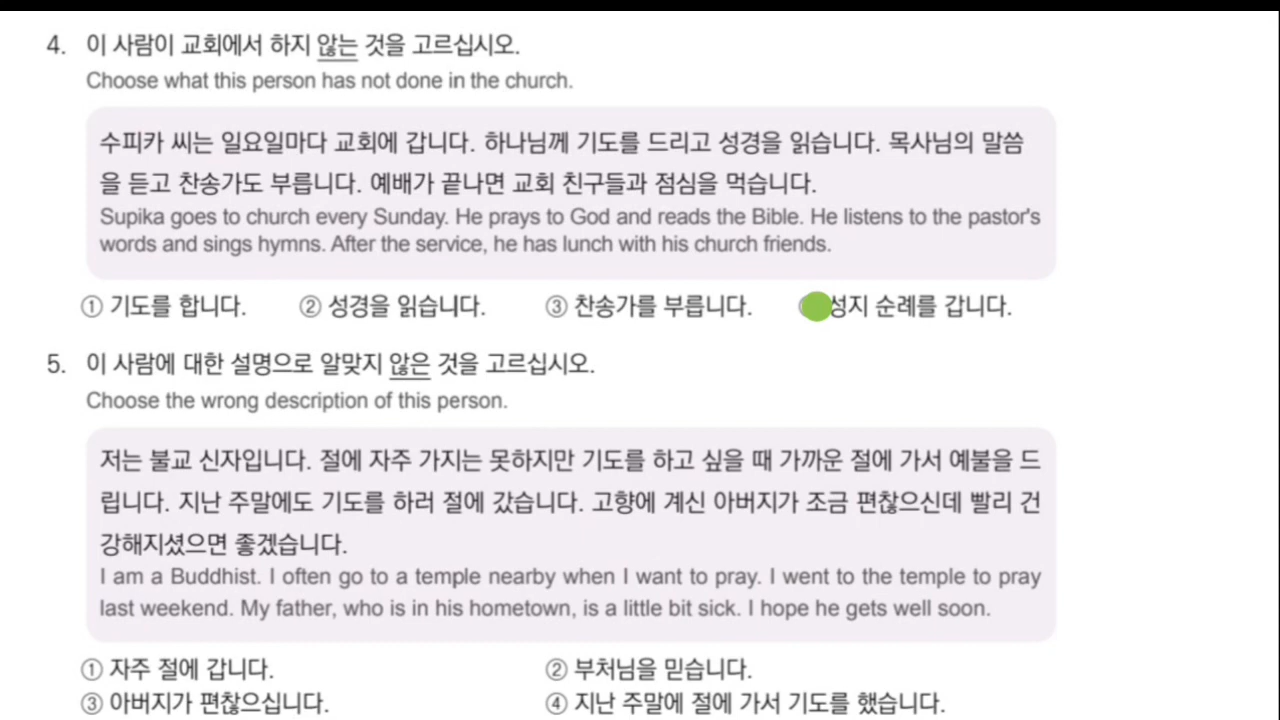 4. 이 사람이 교회에서 하지 않는 것을 고르십시오.
Choose what this person has not done in the church.
수피카 씨는 일요일마다 교회에 갑니다. 하나님께 기도를 드리고 성경을 읽습니다. 목사님의 말씀
을 듣고 찬송가도 부릅니다. 예배가 끝나면 교회 친구들과 점심을 먹습니다.
Supika goes to church every Sunday. He prays to God and reads the Bible. He listens to the pastor's
words and sings hymns. After the service, he has lunch with his church friends.
① 기도를 합니다. ② 성경을 읽습니다. ③ 찬송가를 부릅니다. 성지 순례를 갑니다.
5. 이 사람에 대한 설명으로 알맞지 않은 것을 고르십시오.
Choose the wrong description of this person.
저는 불교 신자입니다. 절에 자주 가지는 못하지만 기도를 하고 싶을 때 가까운 절에 가서 예불을 드
립니다. 지난 주말에도 기도를 하러 절에 갔습니다. 고향에 계신 아버지가 조금 편찮으신데 빨리 건
강해지셨으면 좋겠습니다.
I am a Buddhist. I often go to a temple nearby when I want to pray. I went to the temple to pray
last weekend. My father, who is in his hometown, is a little bit sick. I hope he gets well soon.
① 자주 절에 갑니다. ② 부처님을 믿습니다.
③ 아버지가 편찮으십니다. ④ 지난 주말에 절에 가서 기도를 했습니다.